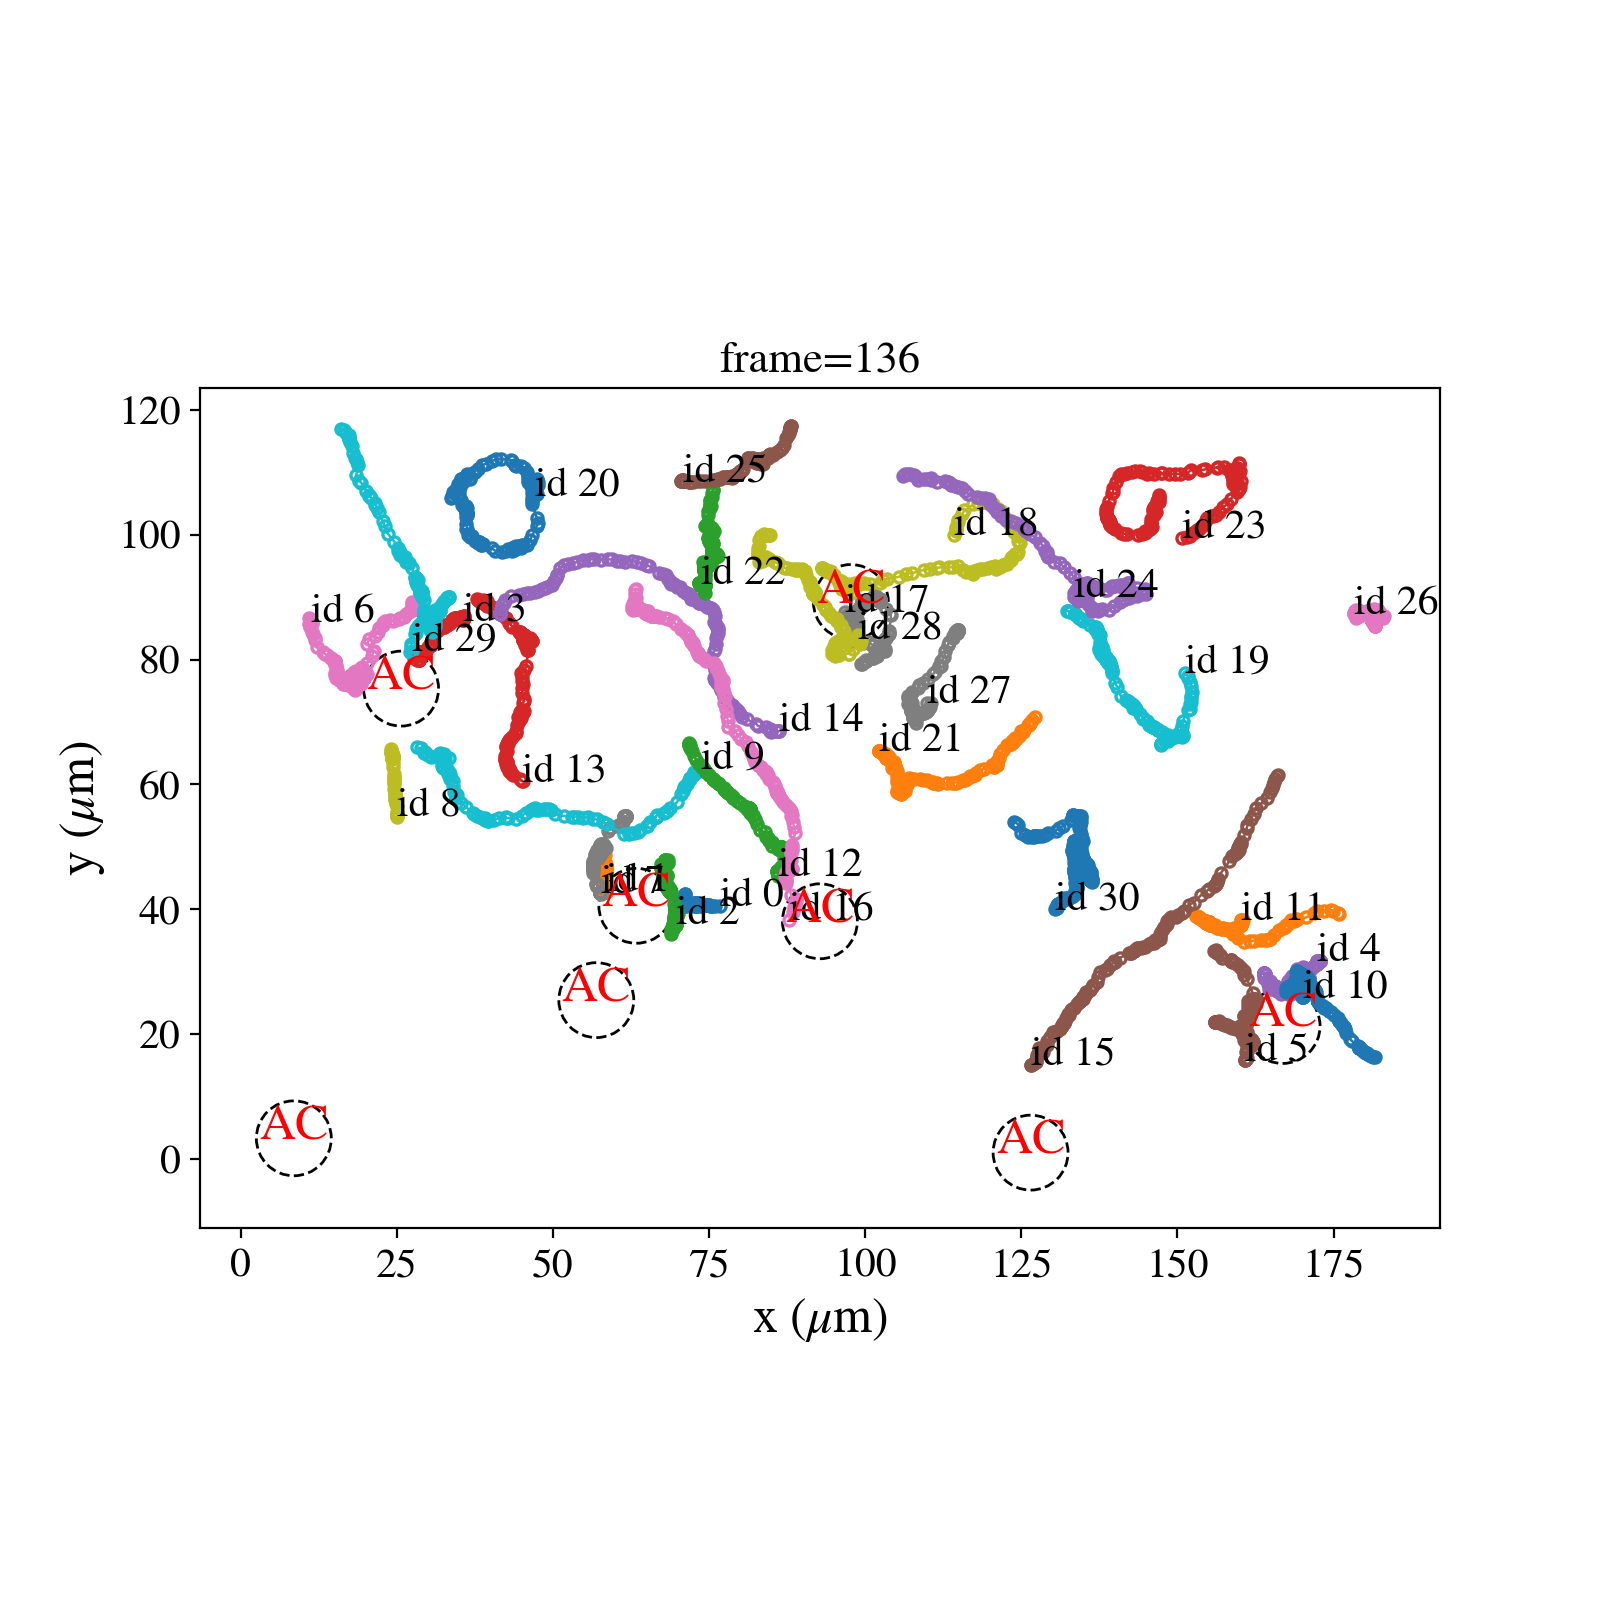 frame=136
120
100
80
60
40
20
0
y (μm)
id 25
id 20
id 18
id 23
id 22
id 24
AC
id 17
id 26
id 6
id 3
id 28
id 29
AC
id 19
id 27
id 14
id 21
id 9
id 13
id 8
id 12
id 7
id 1
AC
id 0
id 2
id 16
AC
id 30
id 11
id 4
id 10
AC
AC
id 15
id 5
AC
AC
0 25 50 75 100 125 150 175
x (μm)